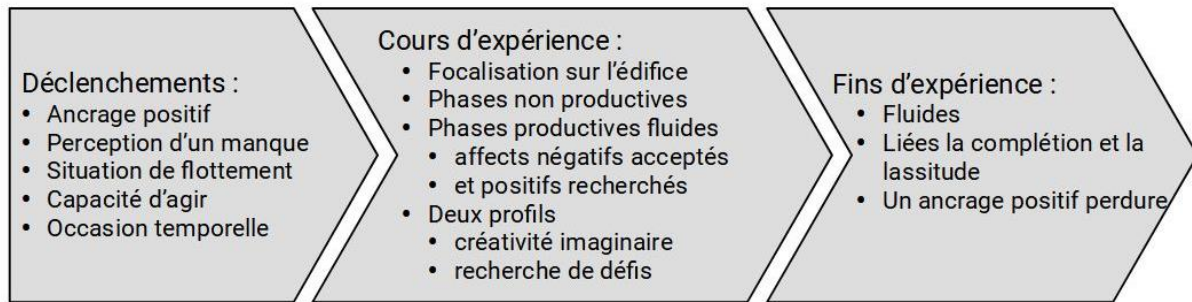 Déclenchements :
• Ancrage positif
• Perception d'un manque
• Situation de flottement
• Capacité d'agir
• Occasion temporelle
Cours d'expérience :
• Focalisation sur l'édifice
• Phases non productives
• Phases productives fluides
• affects négatifs acceptés
• et positifs recherchés
• Deux profils
• créativité imaginaire
• recherche de défis
Fins d'expérience :
• Fluides
• Liées la complétion et la
lassitude
• Un ancrage positif perdure